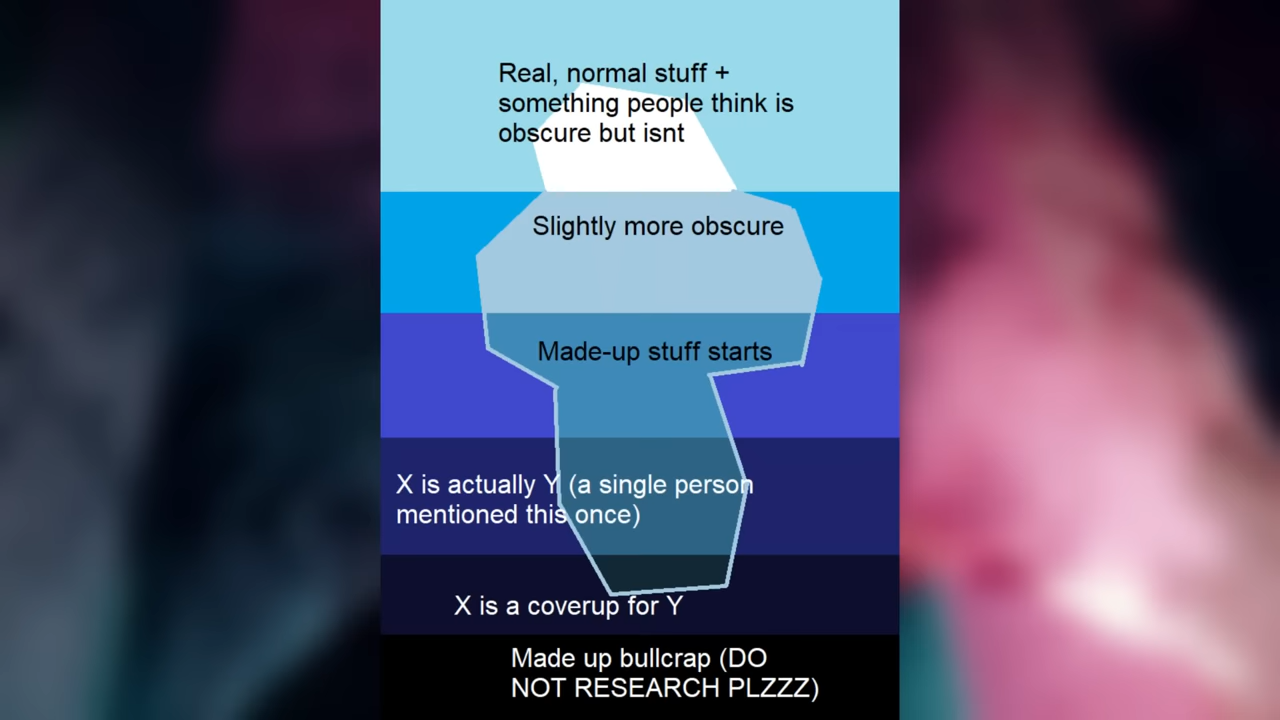 Real, normal stuff +
something people think is
obscure but isnt
Slightly more obscure
Made-up stuff starts
X is actually Y (a single person
mentioned this once)
X is a coverup for Y
Made up bullcrap (DO
NOT RESEARCH PLZZZ)